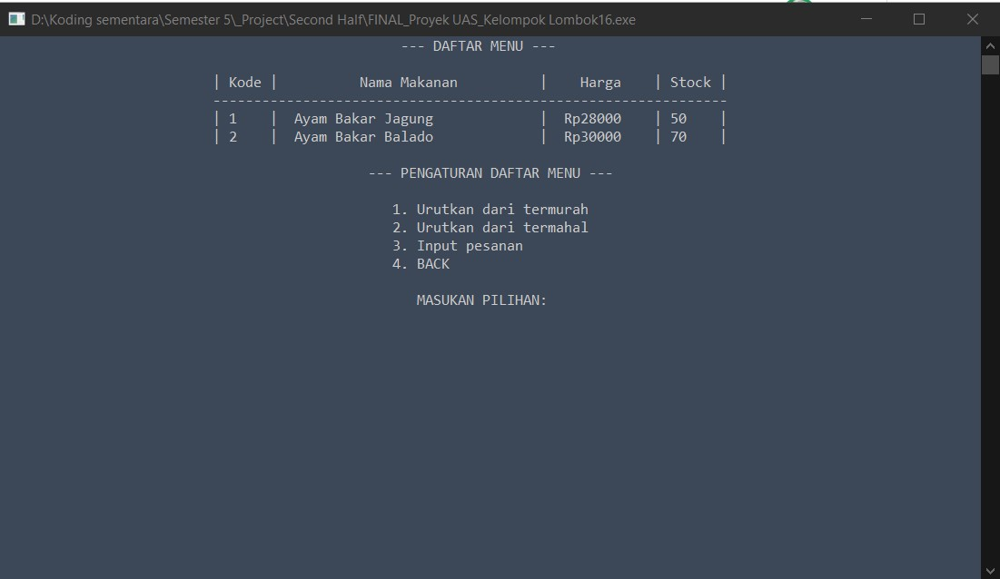 D:\Koding sementara\Semester 5\_Project\Second Half\FINAL_Proyek UAS_Kelompok Lombok16.exe
--- DAFTAR MENU ---
| Kode | Nama Makanan | Harga | Stock |
---------------------------------------------------------------
| 1 | Ayam Bakar Jagung | Rp28000 | 50 |
| 2 | Ayam Bakar Balado | Rp30000 | 70 |
--- PENGATURAN DAFTAR MENU ---
1. Urutkan dari termurah
2. Urutkan dari termahal
3. Input pesanan
4. BACK
MASUKAN PILIHAN: